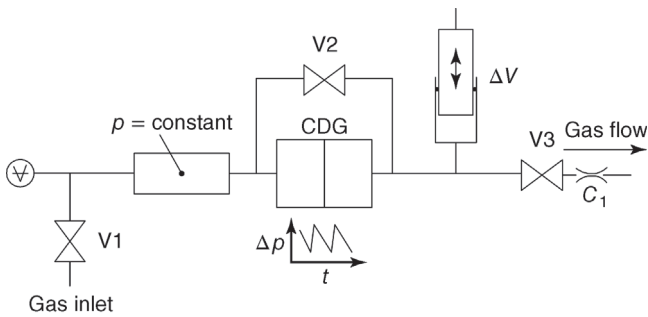 V2
ΔV
p = constant
CDG
V3
Gas flow
C₁
V1
Δp
t
Gas inlet